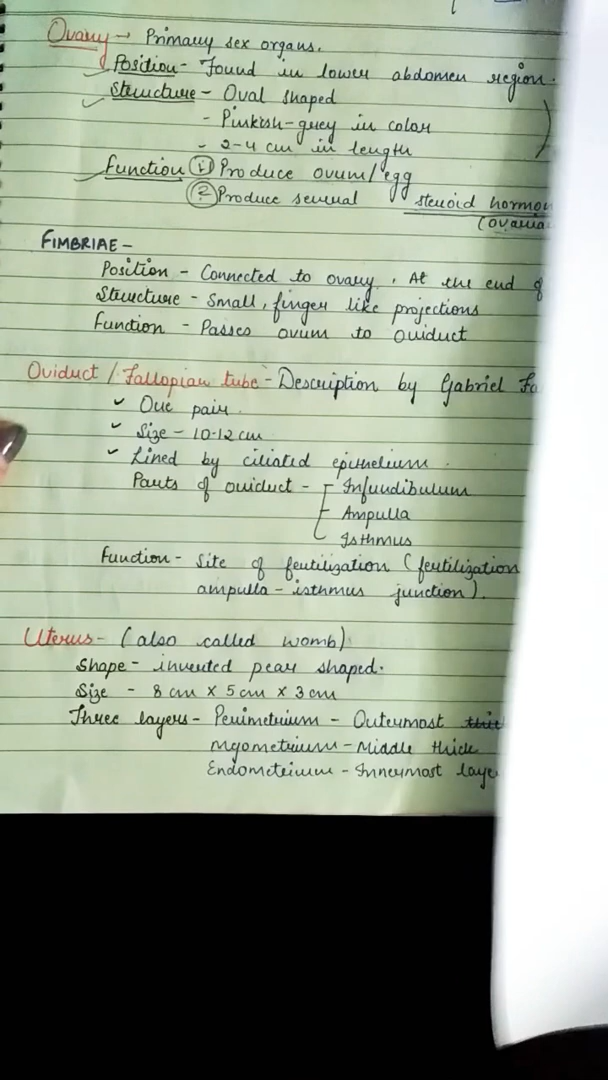 Ovary → Primary sex organs.
Position - Found in lower abdomen region.
Structure - Oval shaped
- Pinkish-grey in color
- 2-4 cm in length
Function ① Produce ovum/egg
② Produce several steroid hormon
(ovaria
FIMBRIAE -
Position - Connected to ovary. At the end of
Structure - Small, finger like projections
Function - Passes ovum to oviduct
Oviduct / Fallopian tube - Description by Gabriel Fa
✓ One pair.
✓ Size - 10-12 cm
✓ Lined by ciliated epithelium.
Parts of oviduct - Infundibulum
Ampulla
Isthmus
Function - Site of fertilization (fertilization
ampulla - isthmus junction).
Uterus - (also called womb)
Shape - inverted pear shaped.
Size - 8 cm x 5 cm x 3 cm
Three layers - Perimetrium - Outermost
Myometrium - Middle thick
Endometrium - Innermost laye